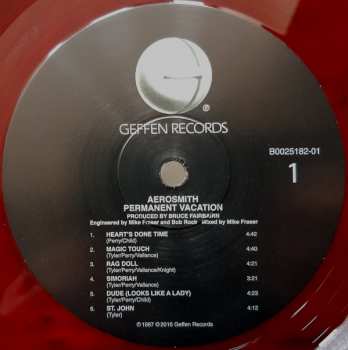 ®
GEFFEN RECORDS
B0025182-01
1
AEROSMITH
PERMANENT VACATION
PRODUCED BY BRUCE FAIRBAIRN
Engineered by Mike Fraser and Bob Rock Mixed by Mike Fraser
1. HEART'S DONE TIME 4:42
(Perry/Child)
2. MAGIC TOUCH 4:40
(Tyler/Perry/Vallance)
3. RAG DOLL 4:21
(Tyler/Perry/Vallance/Knight)
4. SIMORIAH 3:21
(Tyler/Perry/Vallance)
5. DUDE (LOOKS LIKE A LADY) 4:23
(Tyler/Perry/Child)
6. ST. JOHN 4:12
(Tyler)
℗ 1987 © 2016 Geffen Records